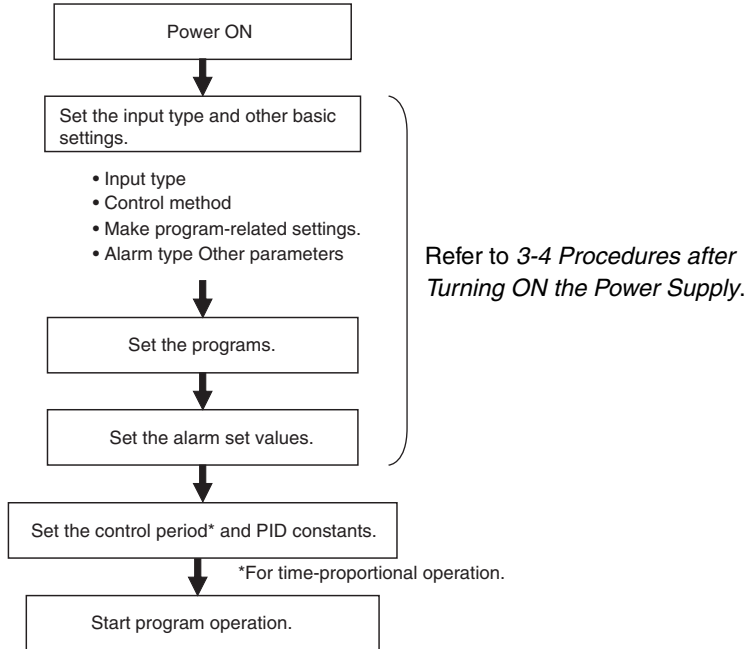 Power ON
Set the input type and other basic
settings.
• Input type
• Control method
• Make program-related settings.
• Alarm type Other parameters
Refer to 3-4 Procedures after
Turning ON the Power Supply.
Set the programs.
Set the alarm set values.
Set the control period* and PID constants.
*For time-proportional operation.
Start program operation.